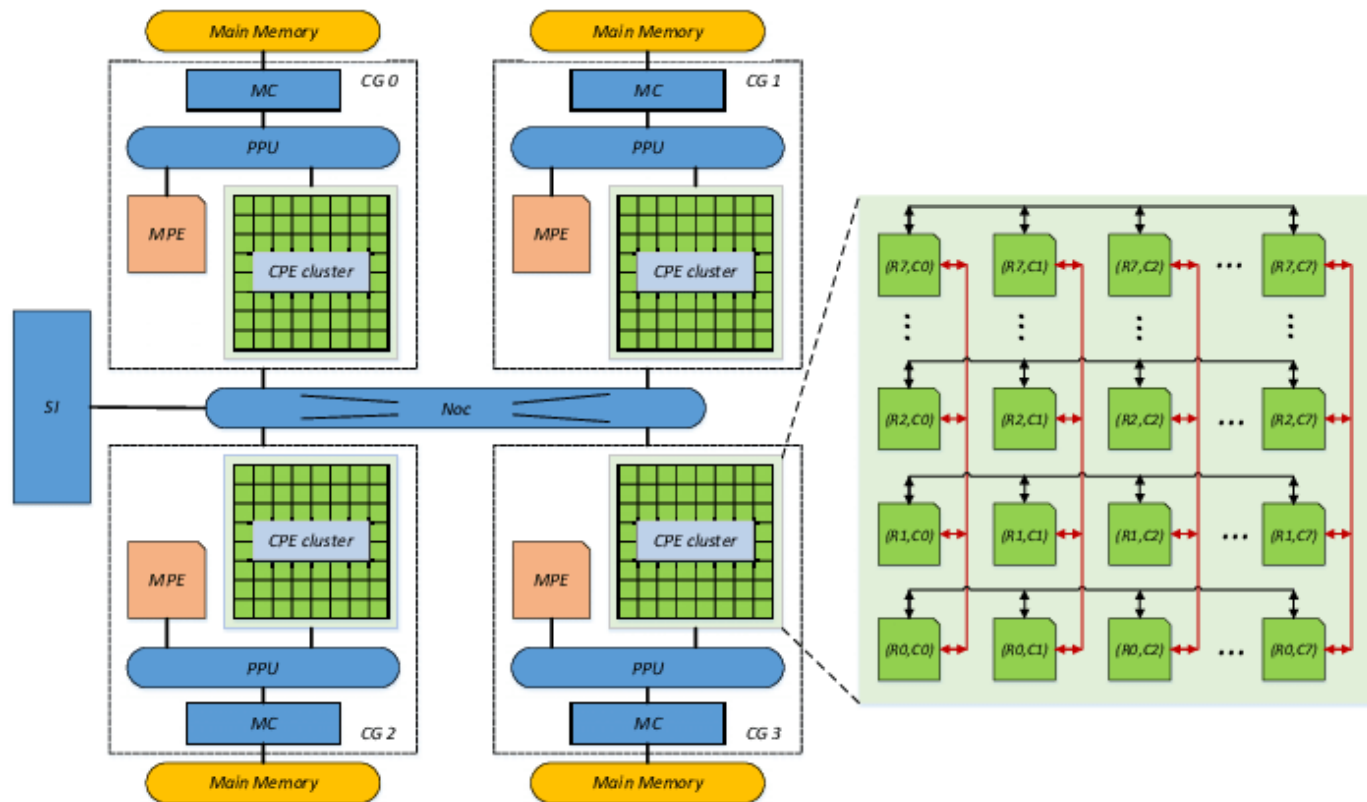 Main Memory
Main Memory
MC
CG 0
MC
CG 1
PPU
PPU
MPE
CPE cluster
MPE
CPE cluster
SI
Noc
MPE
CPE cluster
MPE
CPE cluster
PPU
PPU
MC
CG 2
MC
CG 3
Main Memory
Main Memory
(R7,C0) (R7,C1) (R7,C2) ... (R7,C7)
(R2,C0) (R2,C1) (R2,C2) ... (R2,C7)
(R1,C0) (R1,C1) (R1,C2) ... (R1,C7)
(R0,C0) (R0,C1) (R0,C2) ... (R0,C7)